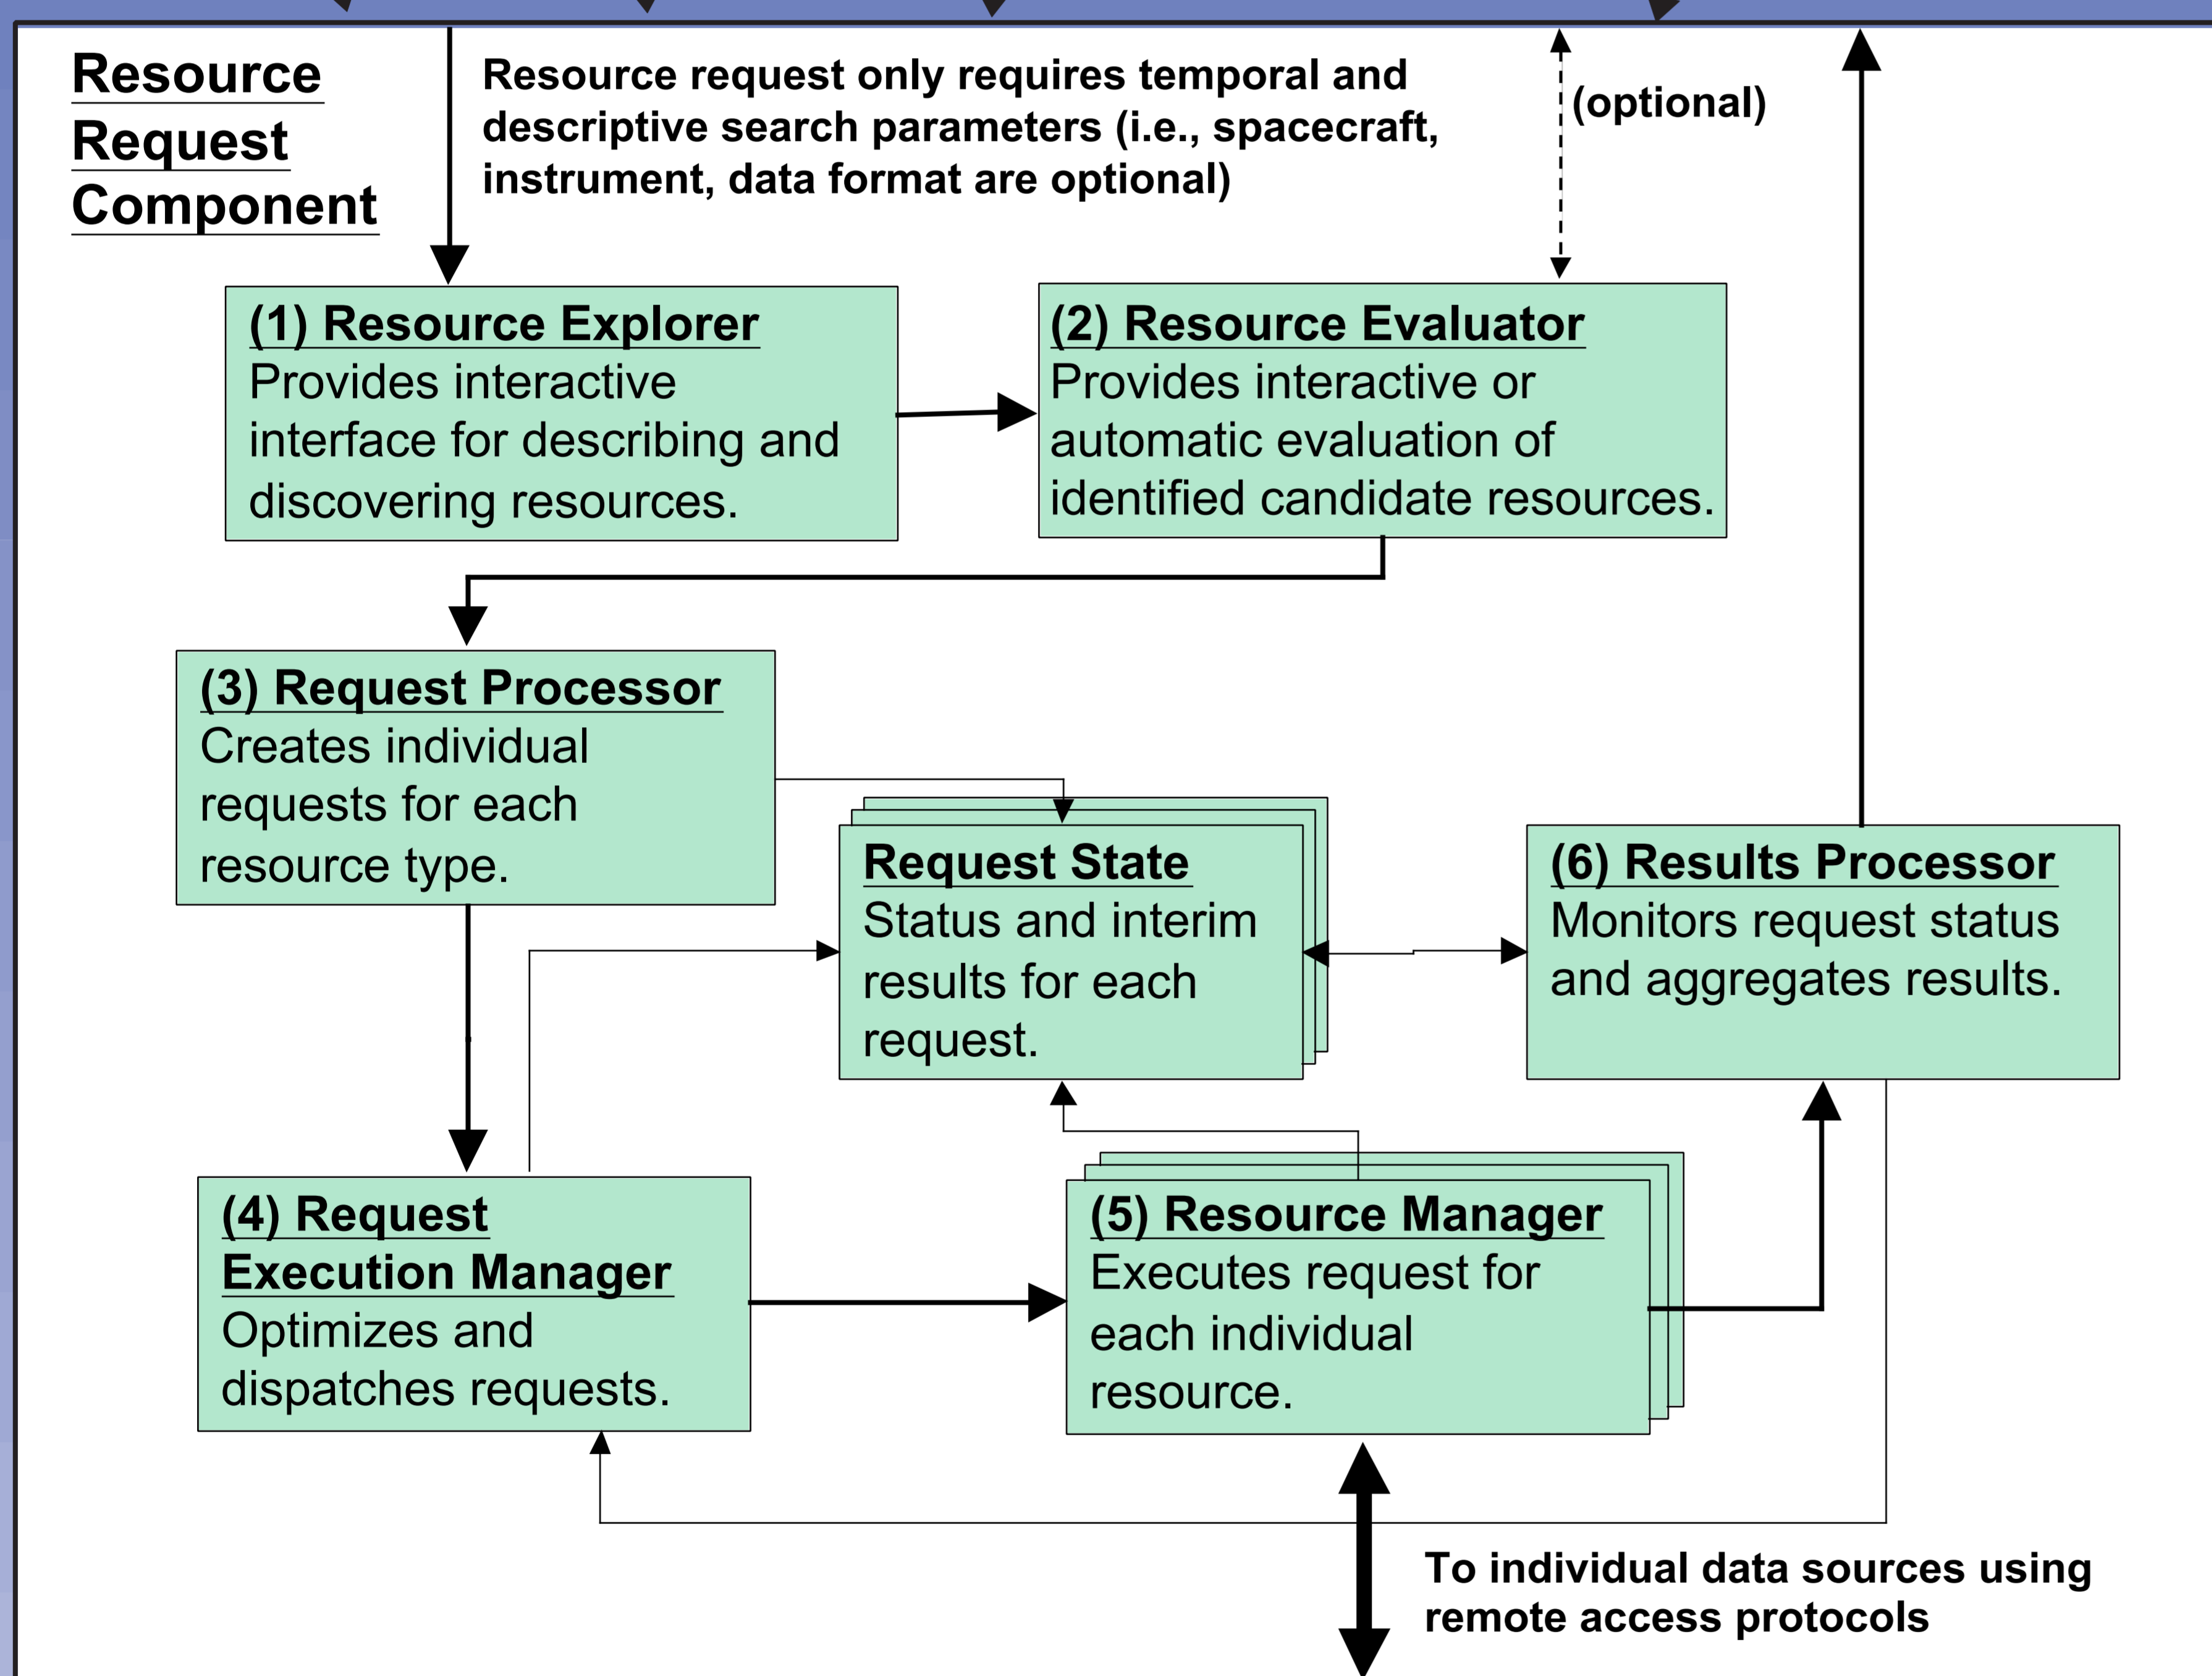 Resource
Request
Component
Resource request only requires temporal and
descriptive search parameters (i.e., spacecraft,
instrument, data format are optional)
(optional)
(1) Resource Explorer
Provides interactive
interface for describing and
discovering resources.
(2) Resource Evaluator
Provides interactive or
automatic evaluation of
identified candidate resources.
(3) Request Processor
Creates individual
requests for each
resource type.
Request State
Status and interim
results for each
request.
(6) Results Processor
Monitors request status
and aggregates results.
(4) Request
Execution Manager
Optimizes and
dispatches requests.
(5) Resource Manager
Executes request for
each individual
resource.
To individual data sources using
remote access protocols